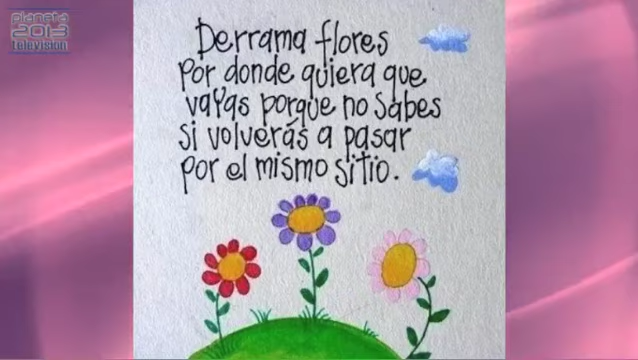 planeta
2013
televisión
Derrama flores
por donde quiera que
vayas porque no sabes
si volverás a pasar
por el mismo sitio.